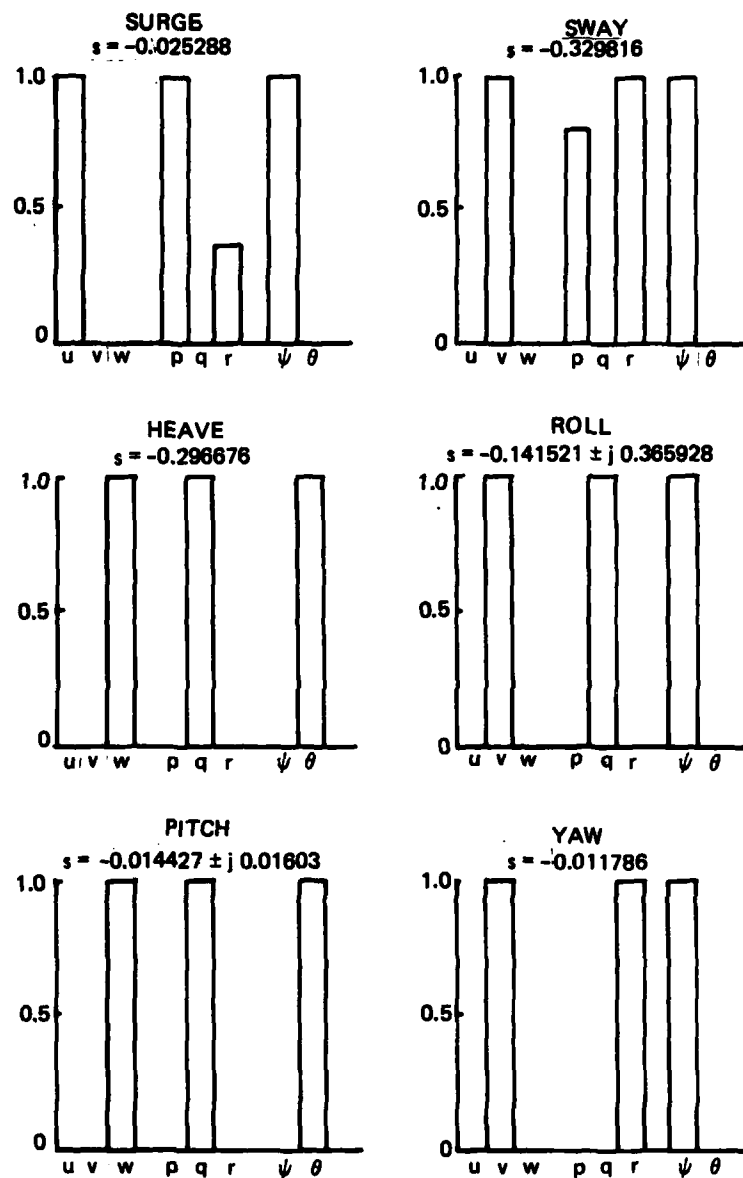 SURGE
s = -0.025288
1.0
0.5
0
u v w p q r ψ θ
SWAY
s = -0.329816
1.0
0.5
0
u v w p q r ψ θ
HEAVE
s = -0.296676
1.0
0.5
0
u v w p q r ψ θ
ROLL
s = -0.141521 ± j 0.365928
1.0
0.5
0
u v w p q r ψ θ
PITCH
s = -0.014427 ± j 0.01603
1.0
0.5
0
u v w p q r ψ θ
YAW
s = -0.011786
1.0
0.5
0
u v w p q r ψ θ